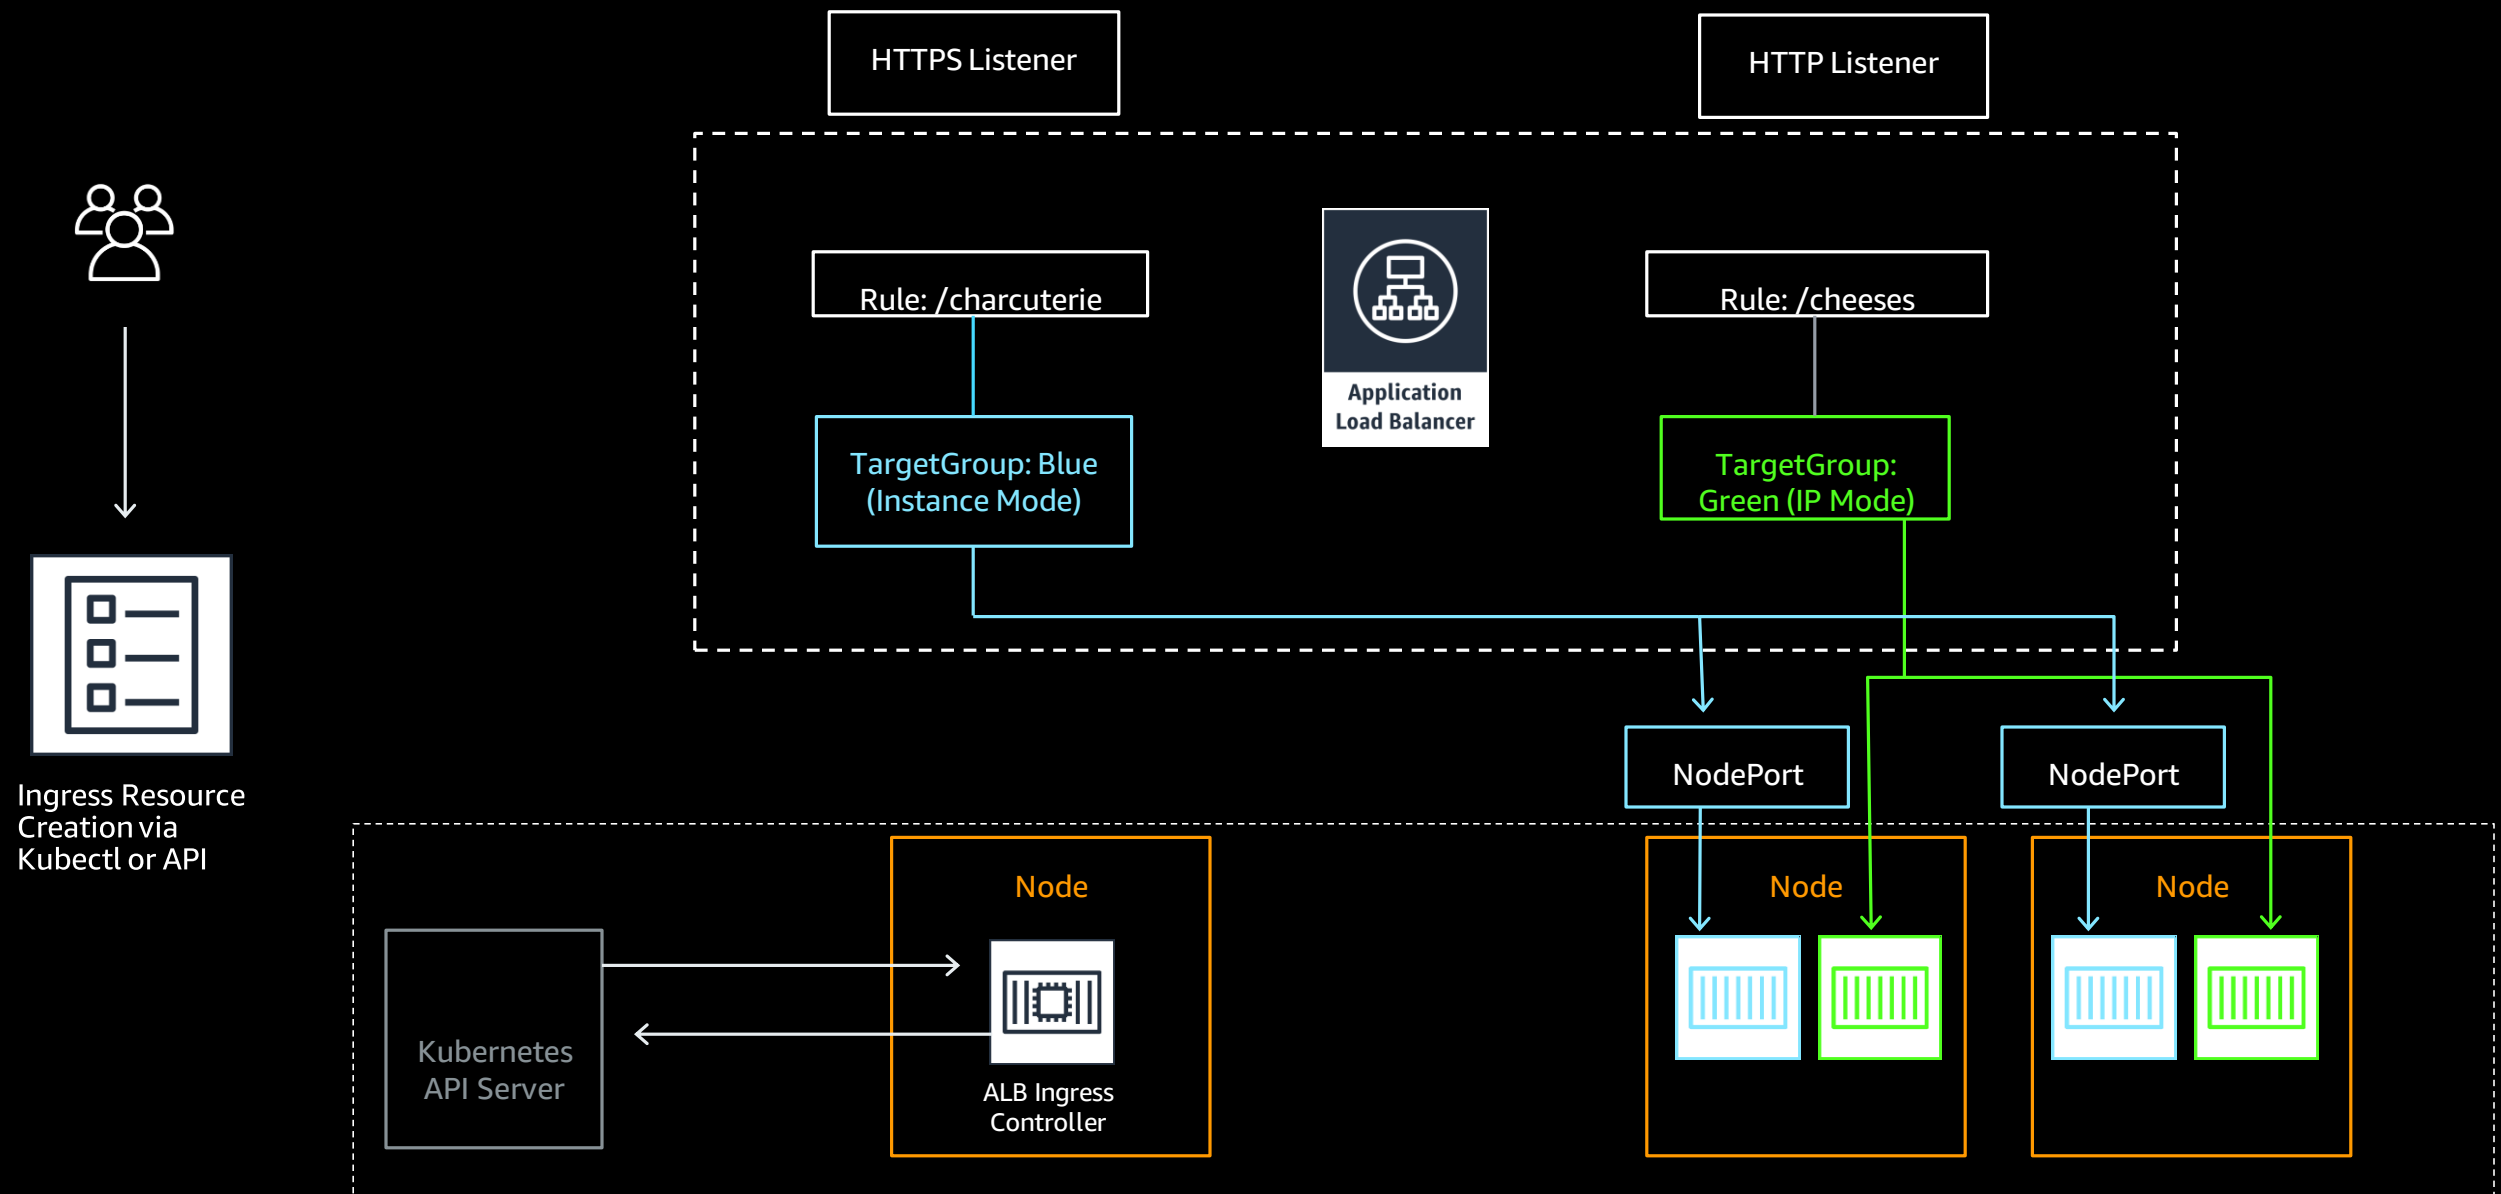 HTTPS Listener
HTTP Listener
Rule: /charcuterie
Rule: /cheeses
Application
Load Balancer
TargetGroup: Blue
(Instance Mode)
TargetGroup:
Green (IP Mode)
NodePort
NodePort
Ingress Resource
Creation via
Kubectl or API
Node
Node
Node
Kubernetes
API Server
ALB Ingress
Controller